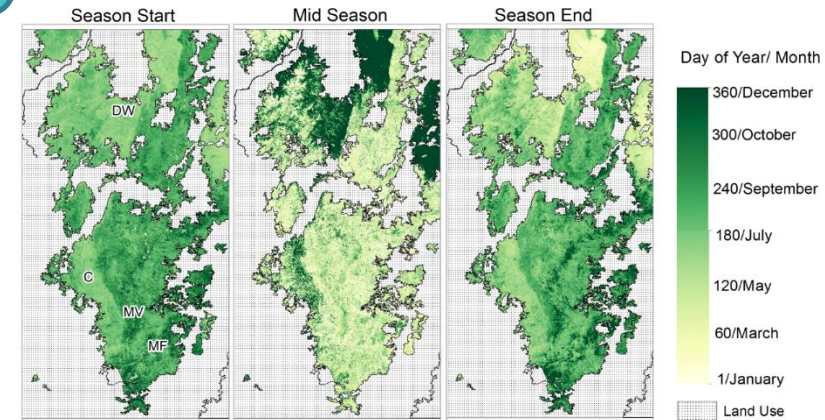 Season Start
Mid Season
Season End
DW
C
MV
MF
Day of Year/ Month
360/December
300/October
240/September
180/July
120/May
60/March
1/January
Land Use